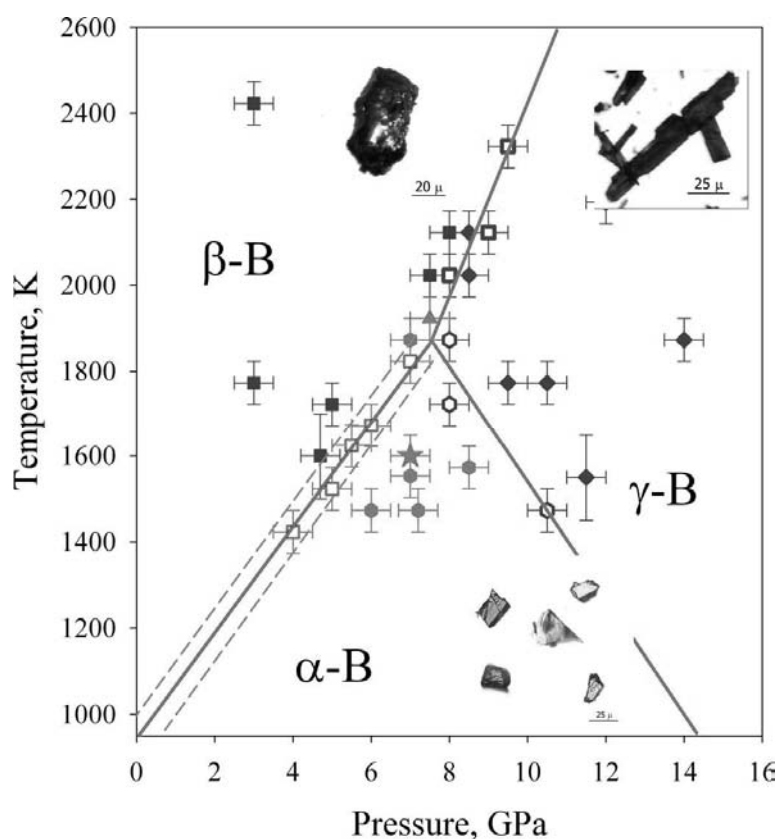 2600
2400
2200
2000
1800
1600
1400
1200
1000
Temperature, K
20 μ
25 μ
β-B
γ-B
α-B
25 μ
0 2 4 6 8 10 12 14 16
Pressure, GPa